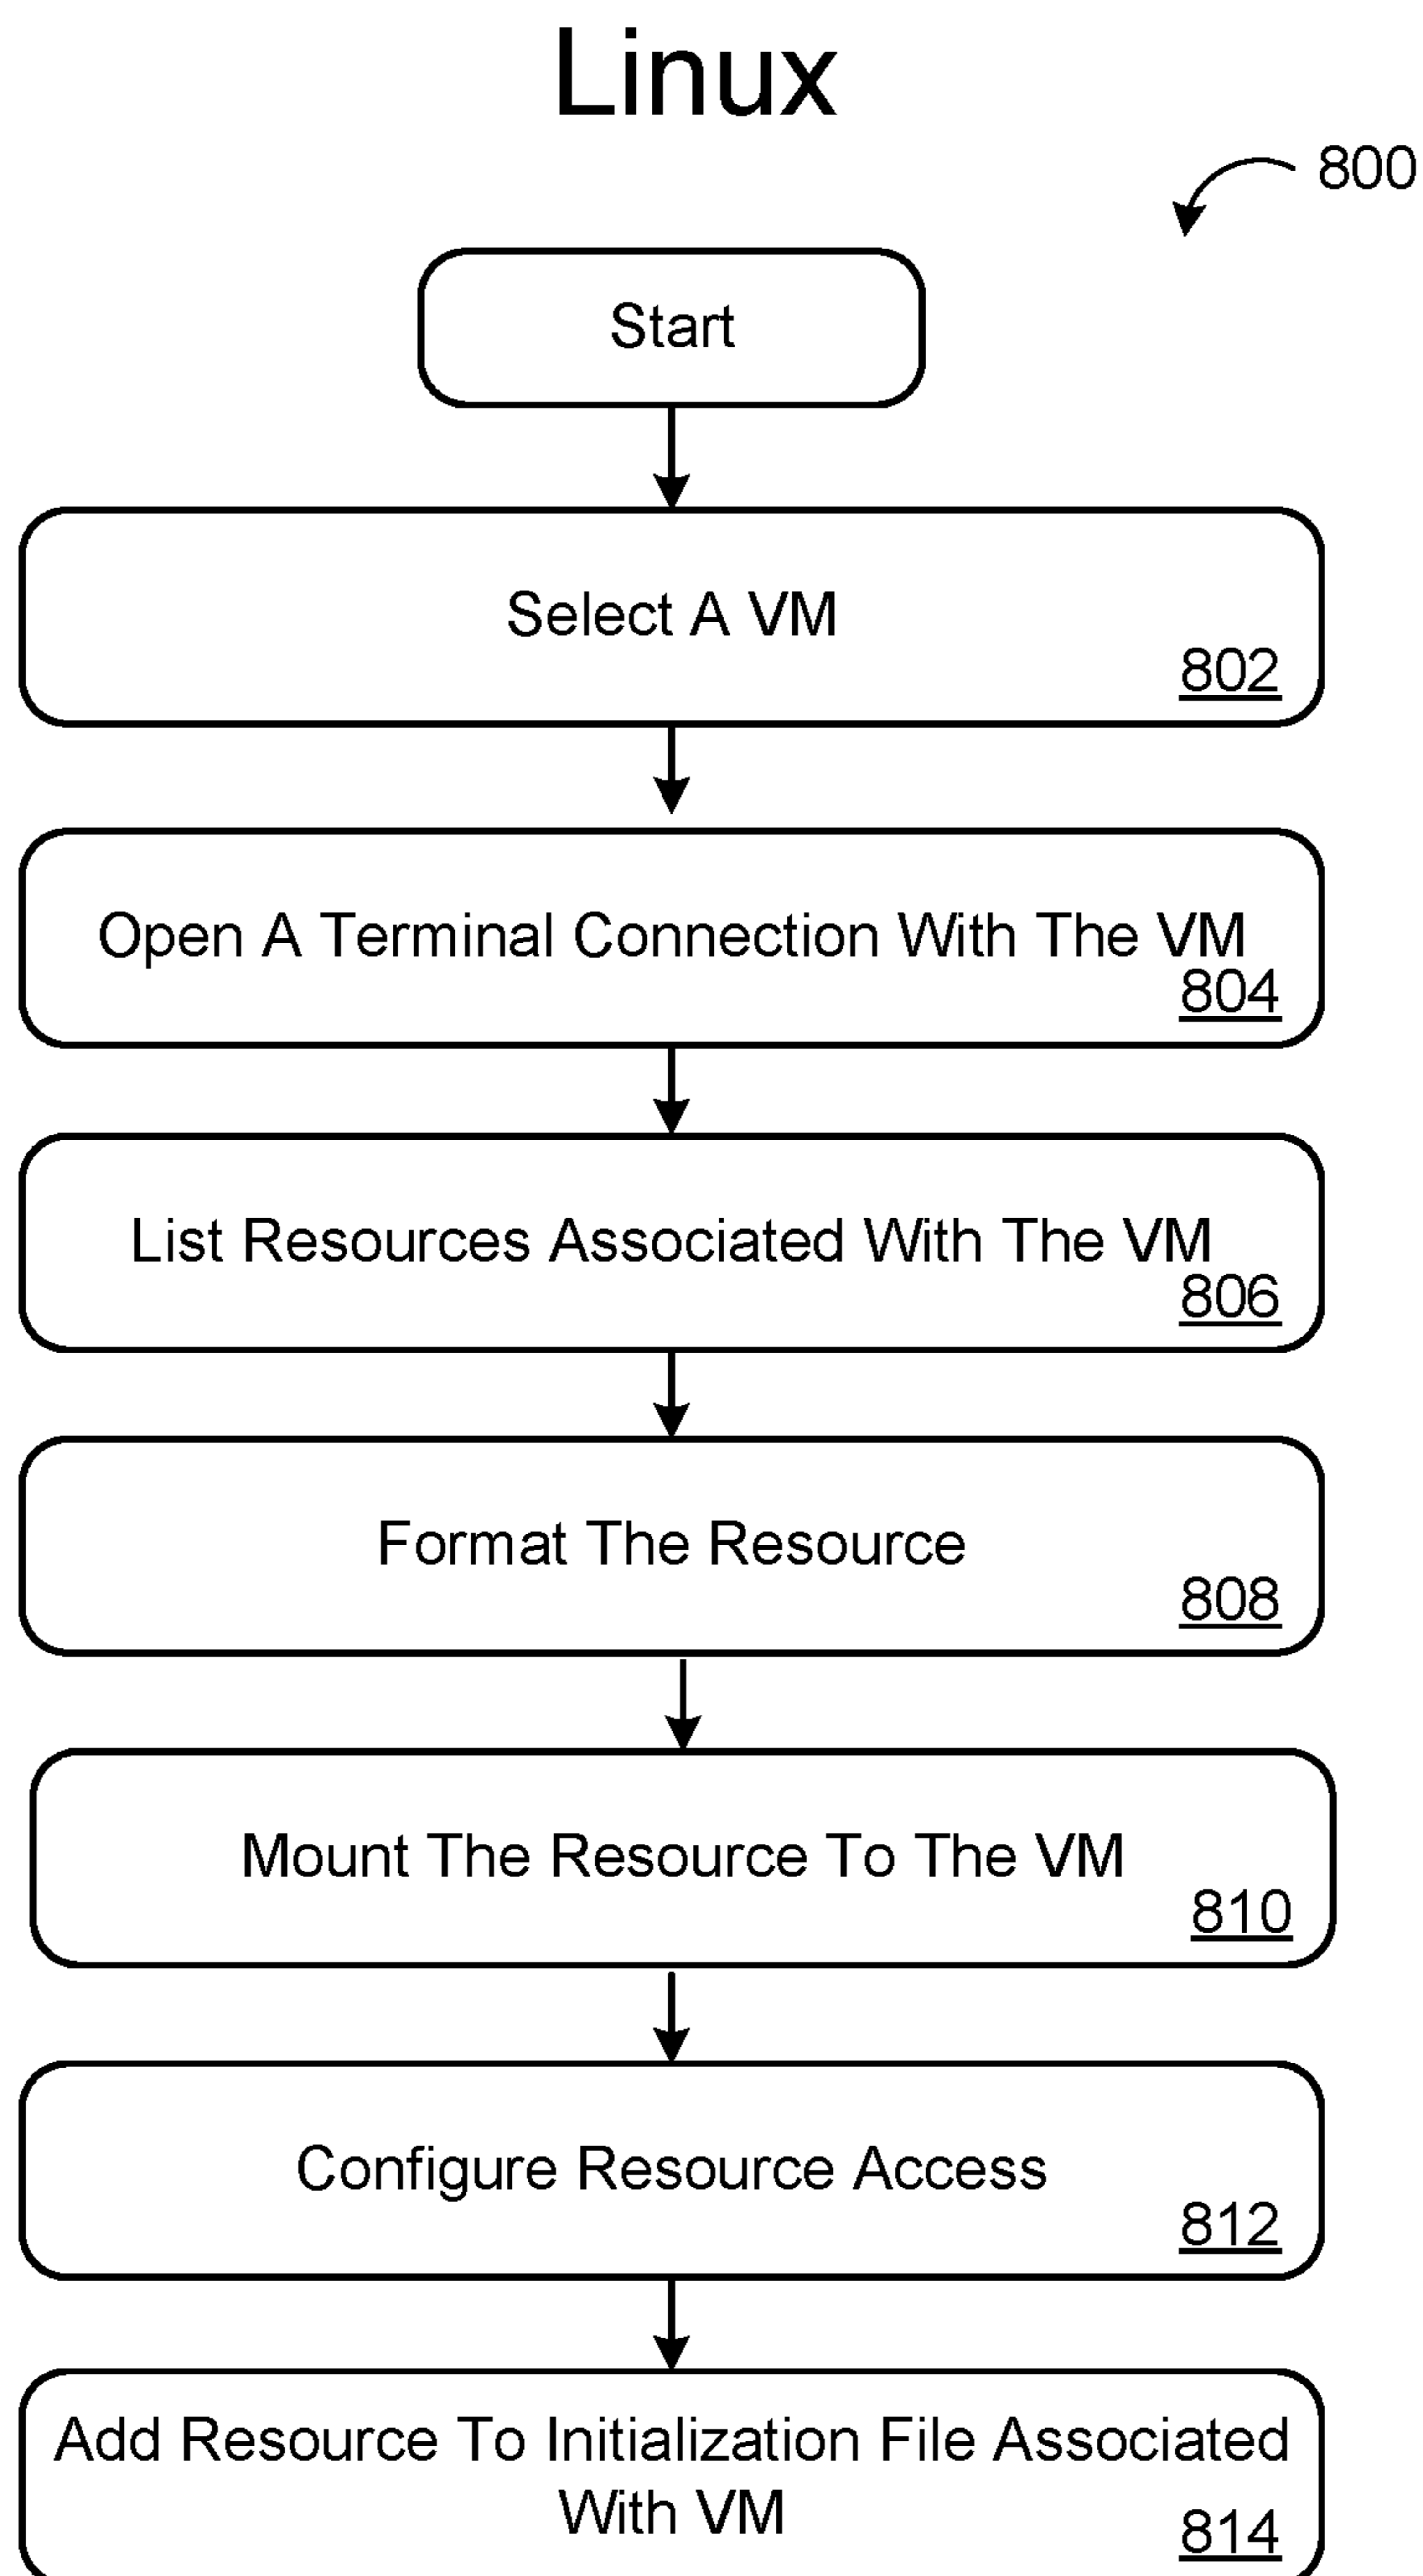 Linux
800
Start
Select A VM
802
Open A Terminal Connection With The VM
804
List Resources Associated With The VM
806
Format The Resource
808
Mount The Resource To The VM
810
Configure Resource Access
812
Add Resource To Initialization File Associated
With VM
814